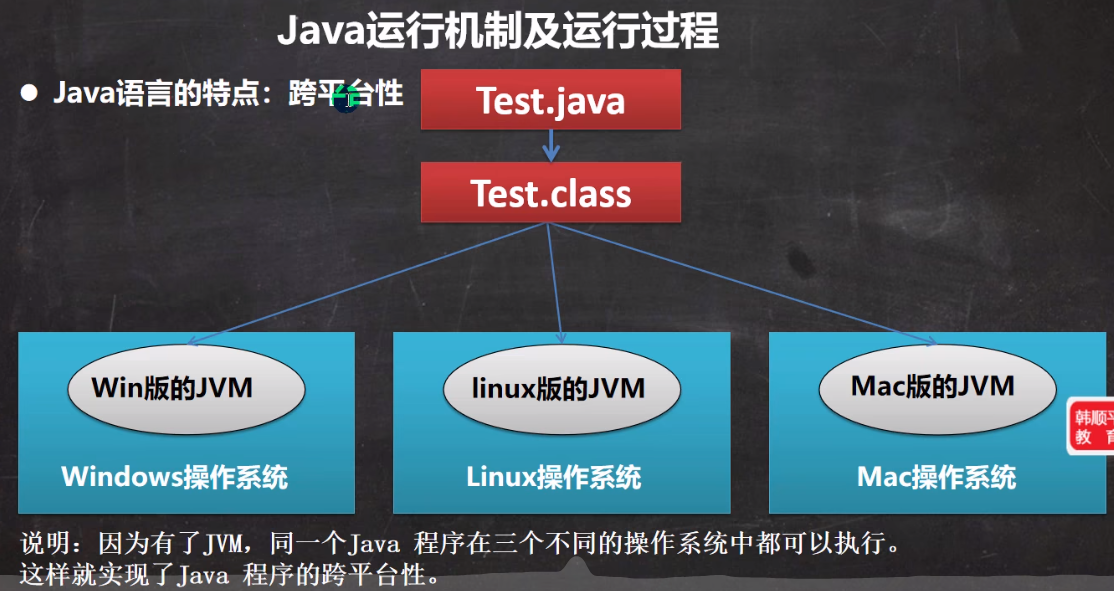 Java运行机制及运行过程
Java语言的特点：跨平台性
Test.java
Test.class
Win版的JVM
linux版的JVM
Mac版的JVM
Windows操作系统
Linux操作系统
Mac操作系统
韩顺平
教育
说明：因为有了JVM，同一个Java 程序在三个不同的操作系统中都可以执行。
这样就实现了Java 程序的跨平台性。